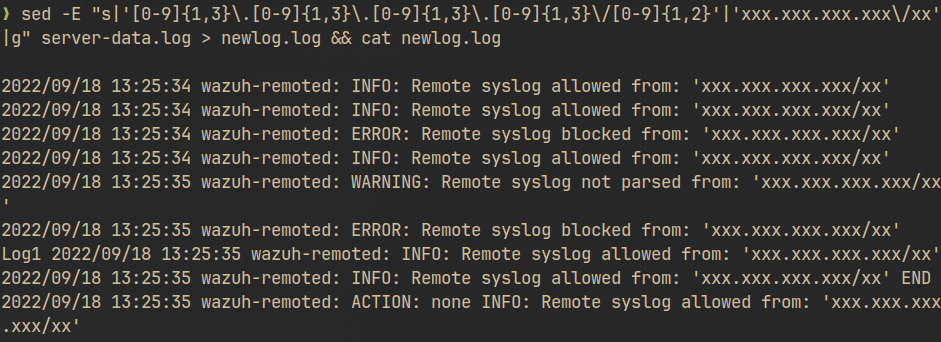 ❯ sed -E "s|'[0-9]{1,3}\.[0-9]{1,3}\.[0-9]{1,3}\.[0-9]{1,3}\/[0-9]{1,2}'|'xxx.xxx.xxx.xxx\/xx'
|g" server-data.log > newlog.log && cat newlog.log
2022/09/18 13:25:34 wazuh-remoted: INFO: Remote syslog allowed from: 'xxx.xxx.xxx.xxx/xx'
2022/09/18 13:25:34 wazuh-remoted: INFO: Remote syslog allowed from: 'xxx.xxx.xxx.xxx/xx'
2022/09/18 13:25:34 wazuh-remoted: ERROR: Remote syslog blocked from: 'xxx.xxx.xxx.xxx/xx'
2022/09/18 13:25:34 wazuh-remoted: INFO: Remote syslog allowed from: 'xxx.xxx.xxx.xxx/xx'
2022/09/18 13:25:35 wazuh-remoted: WARNING: Remote syslog not parsed from: 'xxx.xxx.xxx.xxx/xx
'
2022/09/18 13:25:35 wazuh-remoted: ERROR: Remote syslog blocked from: 'xxx.xxx.xxx.xxx/xx'
Log1 2022/09/18 13:25:35 wazuh-remoted: INFO: Remote syslog allowed from: 'xxx.xxx.xxx.xxx/xx'
2022/09/18 13:25:35 wazuh-remoted: INFO: Remote syslog allowed from: 'xxx.xxx.xxx.xxx/xx' END
2022/09/18 13:25:35 wazuh-remoted: ACTION: none INFO: Remote syslog allowed from: 'xxx.xxx.xxx
.xxx/xx'